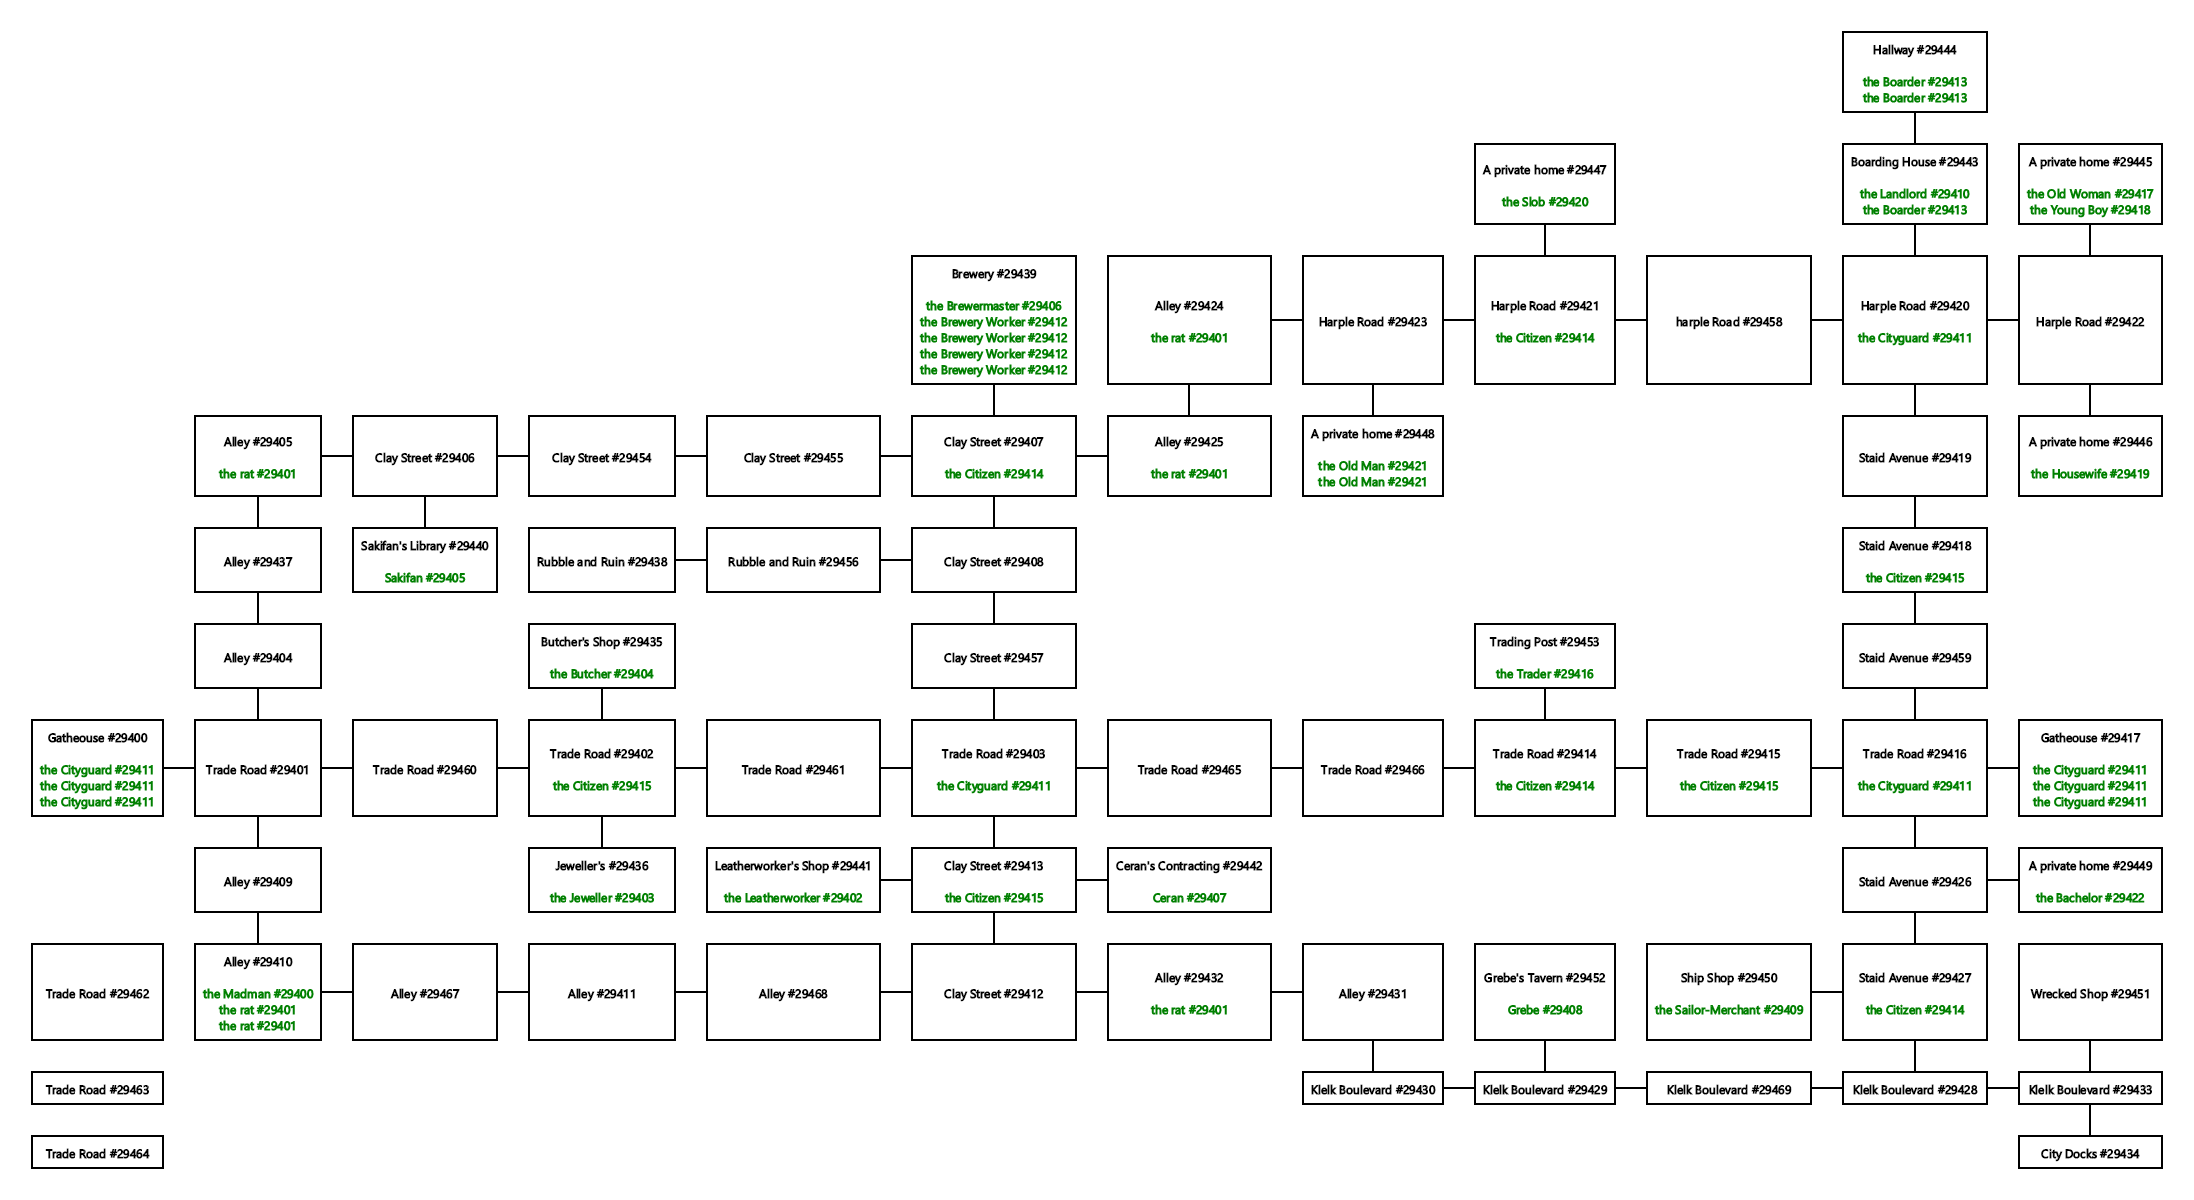 Hallway #29444
the Boarder #29413
the Boarder #29413
A private home #29447
the Slob #29420
Boarding House #29443
the Landlord #29410
the Boarder #29413
A private home #29445
the Old Woman #29417
the Young Boy #29418
Brewery #29439
the Brewermaster #29406
the Brewery Worker #29412
the Brewery Worker #29412
the Brewery Worker #29412
the Brewery Worker #29412
Alley #29424
the rat #29401
Harple Road #29423
Harple Road #29421
the Citizen #29414
harple Road #29458
Harple Road #29420
the Cityguard #29411
Harple Road #29422
Alley #29405
the rat #29401
Clay Street #29406
Clay Street #29454
Clay Street #29455
Clay Street #29407
the Citizen #29414
Alley #29425
the rat #29401
A private home #29448
the Old Man #29421
the Old Man #29421
Staid Avenue #29419
A private home #29446
the Housewife #29419
Alley #29437
Sakifan's Library #29440
Sakifan #29405
Rubble and Ruin #29438
Rubble and Ruin #29456
Clay Street #29408
Staid Avenue #29418
the Citizen #29415
Alley #29404
Butcher's Shop #29435
the Butcher #29404
Clay Street #29457
Trading Post #29453
the Trader #29416
Staid Avenue #29459
Gatheouse #29400
the Cityguard #29411
the Cityguard #29411
the Cityguard #29411
Trade Road #29401
Trade Road #29460
Trade Road #29402
the Citizen #29415
Trade Road #29461
Trade Road #29403
the Cityguard #29411
Trade Road #29465
Trade Road #29466
Trade Road #29414
the Citizen #29414
Trade Road #29415
the Citizen #29415
Trade Road #29416
the Cityguard #29411
Gatheouse #29417
the Cityguard #29411
the Cityguard #29411
the Cityguard #29411
Alley #29409
Jeweller's #29436
the Jeweller #29403
Leatherworker's Shop #29441
the Leatherworker #29402
Clay Street #29413
the Citizen #29415
Ceran's Contracting #29442
Ceran #29407
Staid Avenue #29426
A private home #29449
the Bachelor #29422
Trade Road #29462
Alley #29410
the Madman #29400
the rat #29401
the rat #29401
Alley #29467
Alley #29411
Alley #29468
Clay Street #29412
Alley #29432
the rat #29401
Alley #29431
Grebe's Tavern #29452
Grebe #29408
Ship Shop #29450
the Sailor-Merchant #29409
Staid Avenue #29427
the Citizen #29414
Wrecked Shop #29451
Trade Road #29463
Klelk Boulevard #29430
Klelk Boulevard #29429
Klelk Boulevard #29469
Klelk Boulevard #29428
Klelk Boulevard #29433
Trade Road #29464
City Docks #29434